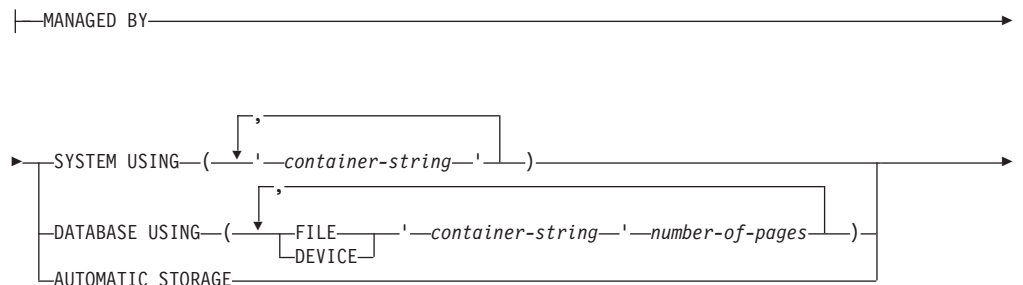 MANAGED BY
,
SYSTEM USING ( ' container-string ' )
,
DATABASE USING ( FILE ' container-string ' number-of-pages )
DEVICE
AUTOMATIC STORAGE